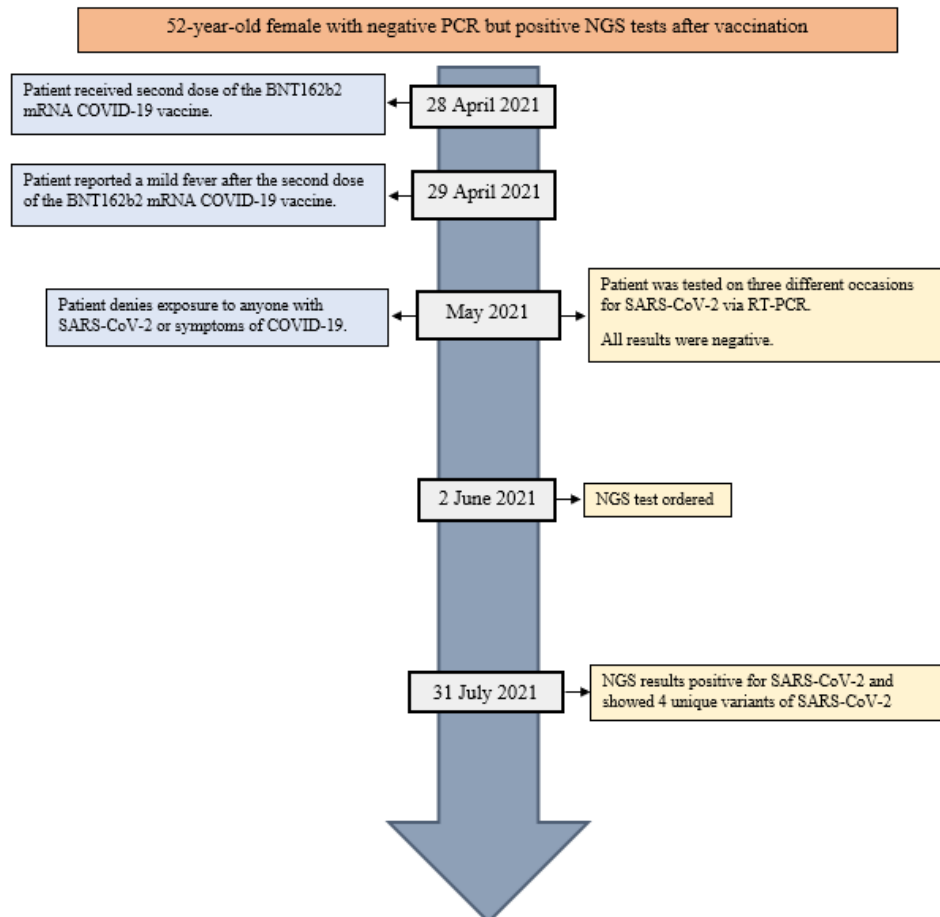 52-year-old female with negative PCR but positive NGS tests after vaccination
Patient received second dose of the BNT162b2
mRNA COVID-19 vaccine.
28 April 2021
Patient reported a mild fever after the second dose
of the BNT162b2 mRNA COVID-19 vaccine.
29 April 2021
Patient denies exposure to anyone with
SARS-CoV-2 or symptoms of COVID-19.
May 2021
Patient was tested on three different occasions
for SARS-CoV-2 via RT-PCR.
All results were negative.
2 June 2021
NGS test ordered
31 July 2021
NGS results positive for SARS-CoV-2 and
showed 4 unique variants of SARS-CoV-2